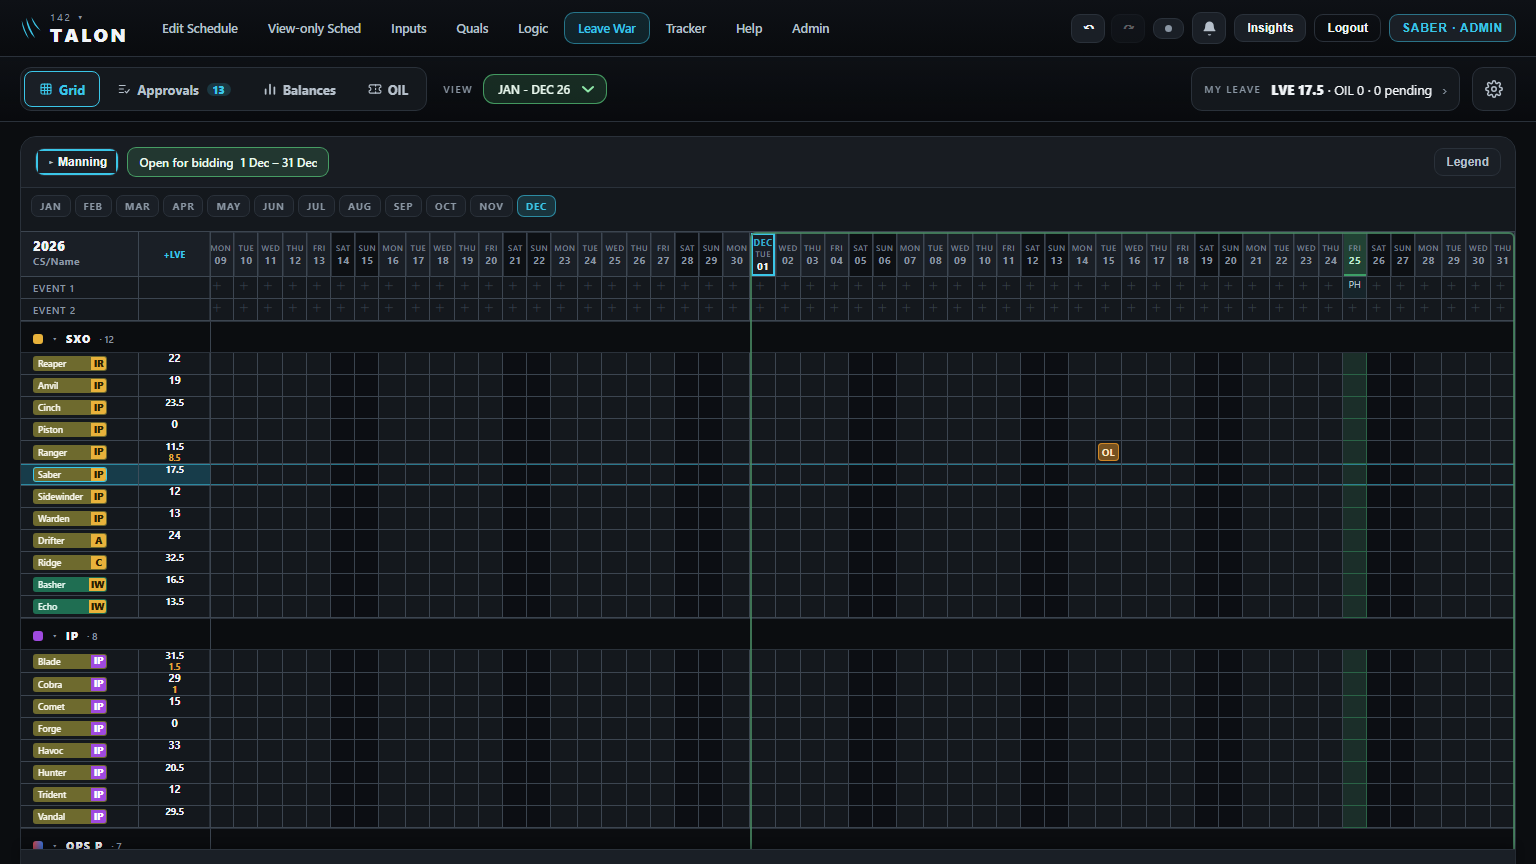 142
TALON
Edit Schedule View-only Sched Inputs Quals Logic Leave War Tracker Help Admin
Insights Logout SABER · ADMIN
Grid Approvals 13 Balances OIL VIEW JAN - DEC 26
MY LEAVE LVE 17.5 · OIL 0 · 0 pending ›
Manning Open for bidding 1 Dec – 31 Dec Legend
JAN FEB MAR APR MAY JUN JUL AUG SEP OCT NOV DEC
2026
CS/Name
+LVE
MON 09 TUE 10 WED 11 THU 12 FRI 13 SAT 14 SUN 15 MON 16 TUE 17 WED 18 THU 19 FRI 20 SAT 21 SUN 22 MON 23 TUE 24 WED 25 THU 26 FRI 27 SAT 28 SUN 29 MON 30 DEC TUE 01 WED 02 THU 03 FRI 04 SAT 05 SUN 06 MON 07 TUE 08 WED 09 THU 10 FRI 11 SAT 12 SUN 13 MON 14 TUE 15 WED 16 THU 17 FRI 18 SAT 19 SUN 20 MON 21 TUE 22 WED 23 THU 24 FRI 25 SAT 26 SUN 27 MON 28 TUE 29 WED 30 THU 31
EVENT 1 PH
EVENT 2
SXO · 12
Reaper IR 22
Anvil IP 19
Cinch IP 23.5
Piston IP 0
Ranger IP 11.5 8.5 OL
Saber IP 17.5
Sidewinder IP 12
Warden IP 13
Drifter A 24
Ridge C 32.5
Basher IW 16.5
Echo IW 13.5
IP · 8
Blade IP 31.5 1.5
Cobra IP 29 1
Comet IP 15
Forge IP 0
Havoc IP 33
Hunter IP 20.5
Trident IP 12
Vandal IP 29.5
OPS P · 7